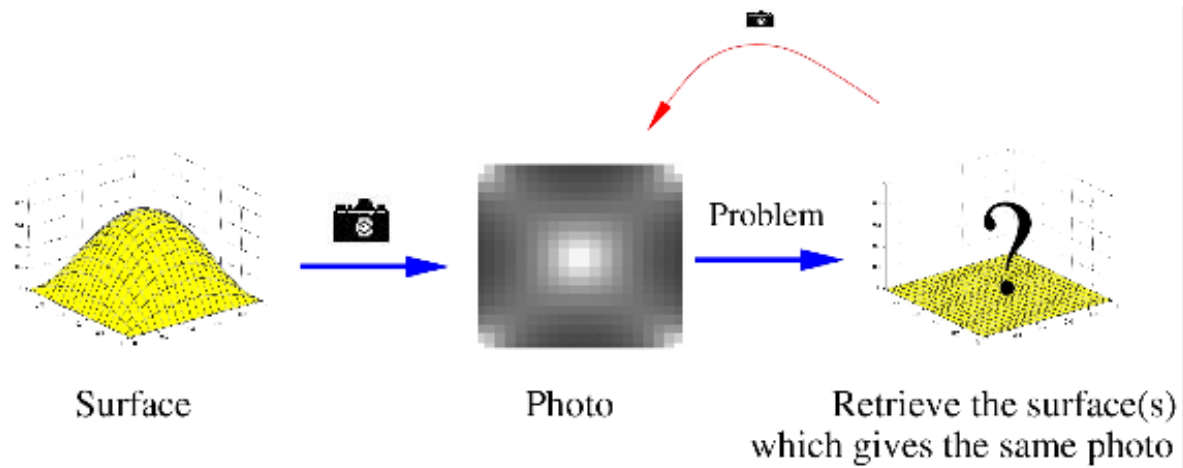 Problem
Surface
Photo
Retrieve the surface(s)
which gives the same photo
?